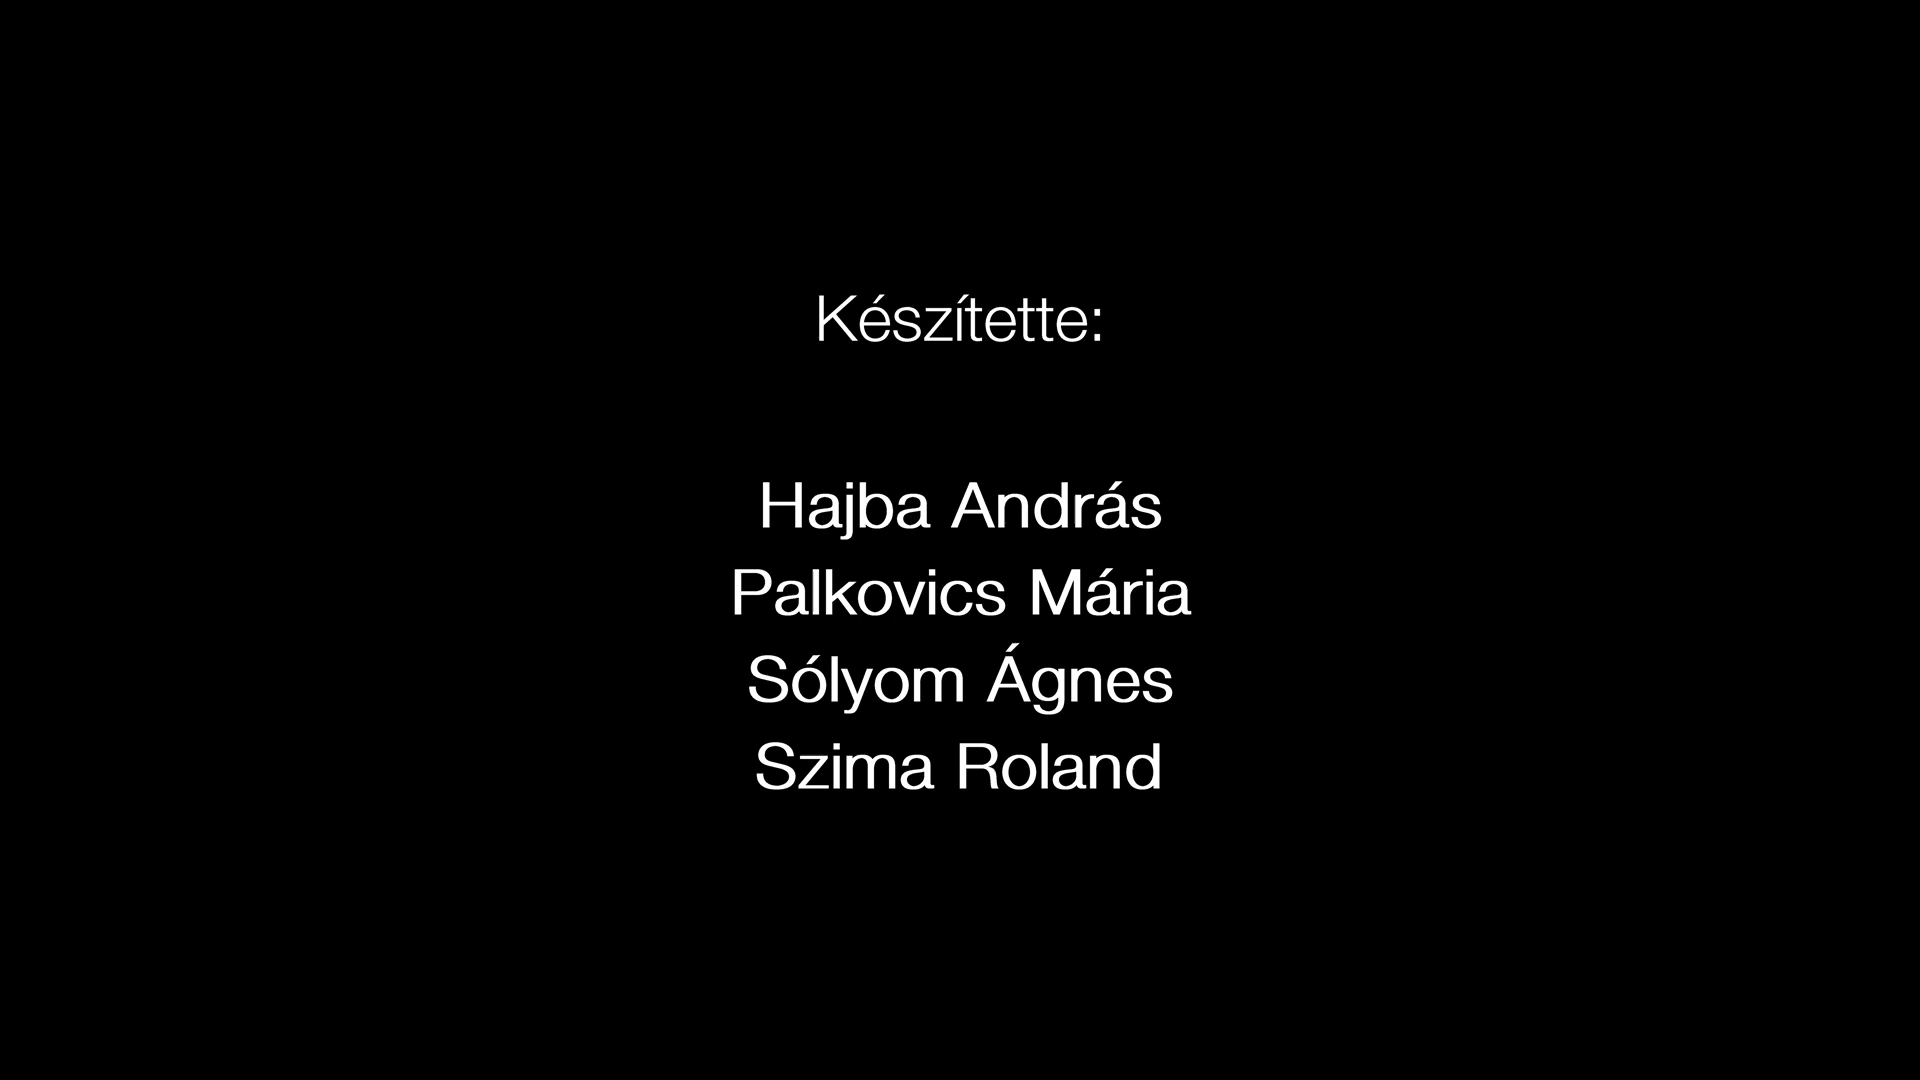 Készítette:
Hajba András
Palkovics Mária
Sólyom Ágnes
Szima Roland